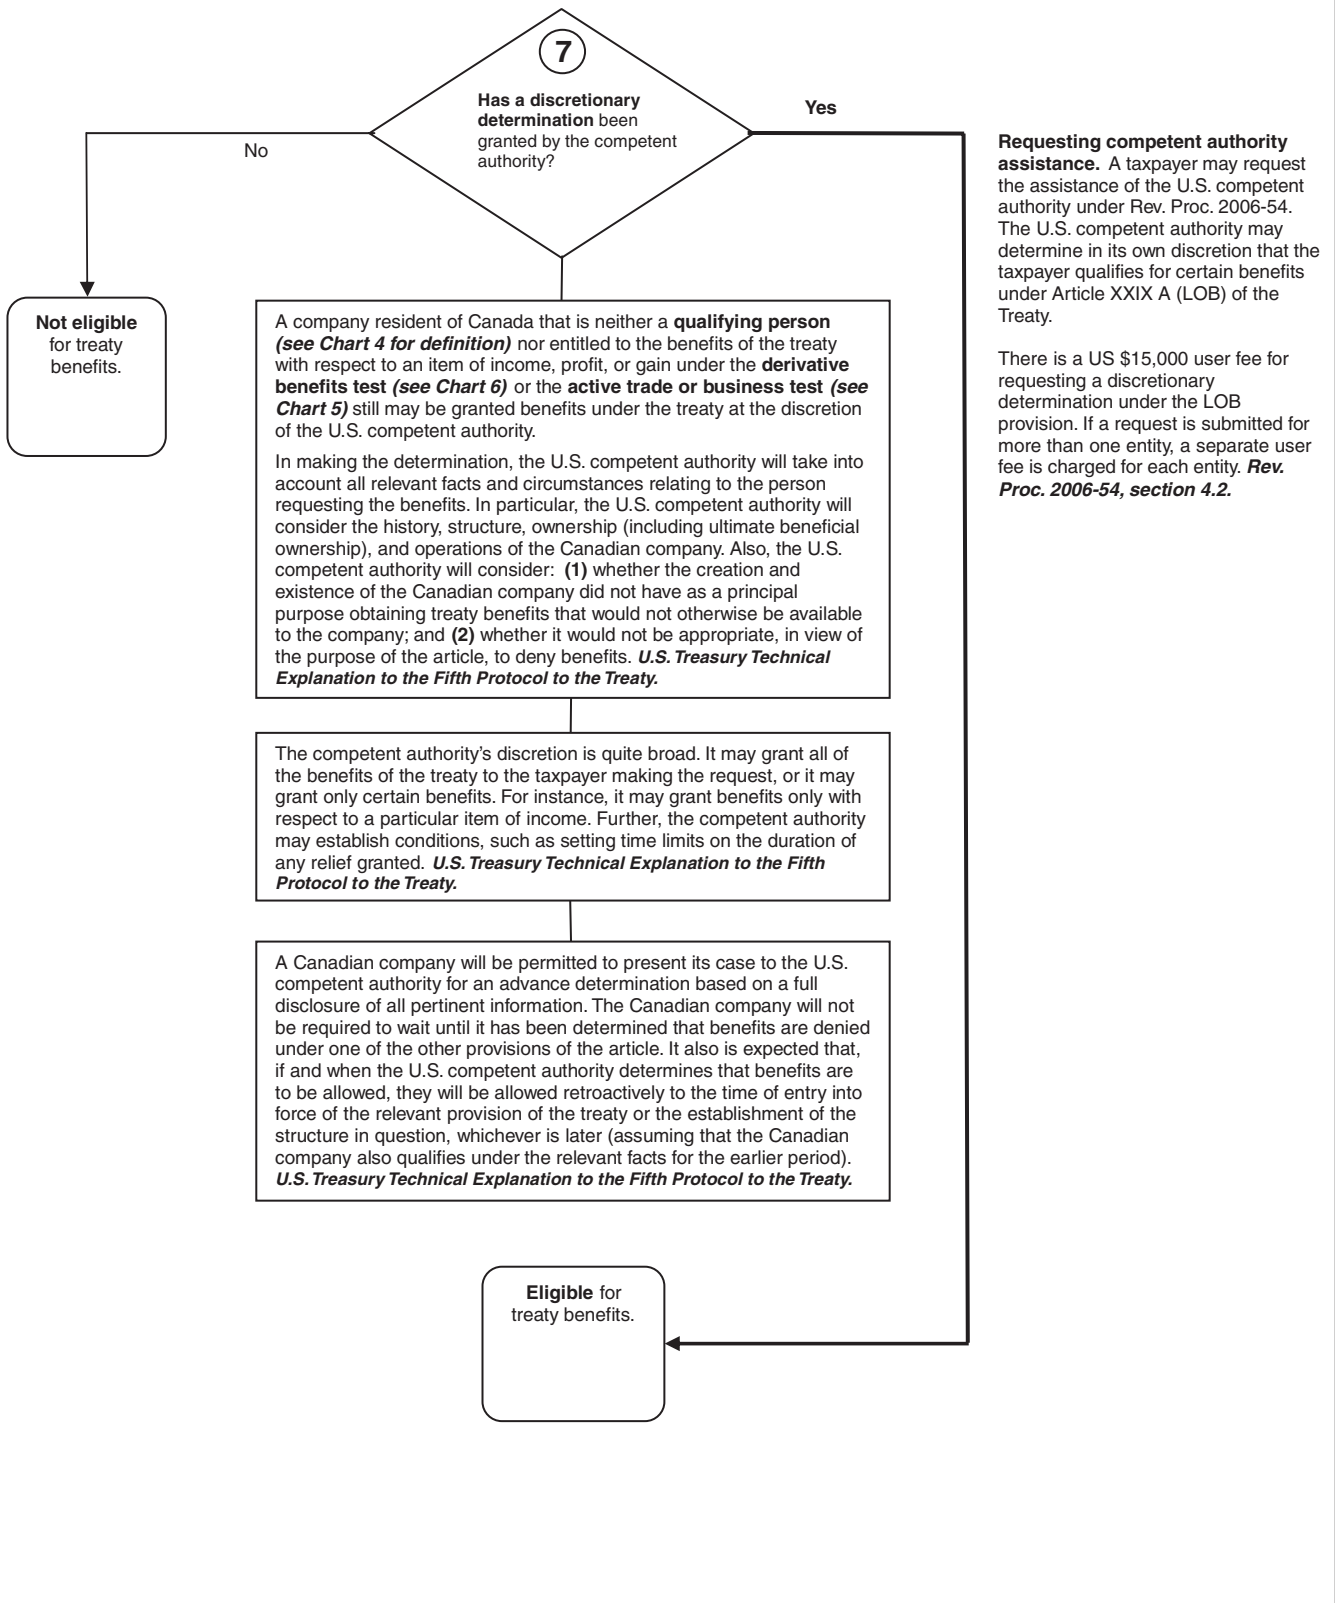 7
Has a discretionary
determination been
granted by the competent
authority?
Yes
No
Not eligible
for treaty
benefits.
Requesting competent authority
assistance. A taxpayer may request
the assistance of the U.S. competent
authority under Rev. Proc. 2006-54.
The U.S. competent authority may
determine in its own discretion that the
taxpayer qualifies for certain benefits
under Article XXIX A (LOB) of the
Treaty.
There is a US $15,000 user fee for
requesting a discretionary
determination under the LOB
provision. If a request is submitted for
more than one entity, a separate user
fee is charged for each entity. Rev.
Proc. 2006-54, section 4.2.
A company resident of Canada that is neither a qualifying person
(see Chart 4 for definition) nor entitled to the benefits of the treaty
with respect to an item of income, profit, or gain under the derivative
benefits test (see Chart 6) or the active trade or business test (see
Chart 5) still may be granted benefits under the treaty at the discretion
of the U.S. competent authority.
In making the determination, the U.S. competent authority will take into
account all relevant facts and circumstances relating to the person
requesting the benefits. In particular, the U.S. competent authority will
consider the history, structure, ownership (including ultimate beneficial
ownership), and operations of the Canadian company. Also, the U.S.
competent authority will consider: (1) whether the creation and
existence of the Canadian company did not have as a principal
purpose obtaining treaty benefits that would not otherwise be available
to the company; and (2) whether it would not be appropriate, in view of
the purpose of the article, to deny benefits. U.S. Treasury Technical
Explanation to the Fifth Protocol to the Treaty.
The competent authority's discretion is quite broad. It may grant all of
the benefits of the treaty to the taxpayer making the request, or it may
grant only certain benefits. For instance, it may grant benefits only with
respect to a particular item of income. Further, the competent authority
may establish conditions, such as setting time limits on the duration of
any relief granted. U.S. Treasury Technical Explanation to the Fifth
Protocol to the Treaty.
A Canadian company will be permitted to present its case to the U.S.
competent authority for an advance determination based on a full
disclosure of all pertinent information. The Canadian company will not
be required to wait until it has been determined that benefits are denied
under one of the other provisions of the article. It also is expected that,
if and when the U.S. competent authority determines that benefits are
to be allowed, they will be allowed retroactively to the time of entry into
force of the relevant provision of the treaty or the establishment of the
structure in question, whichever is later (assuming that the Canadian
company also qualifies under the relevant facts for the earlier period).
U.S. Treasury Technical Explanation to the Fifth Protocol to the Treaty.
Eligible for
treaty benefits.